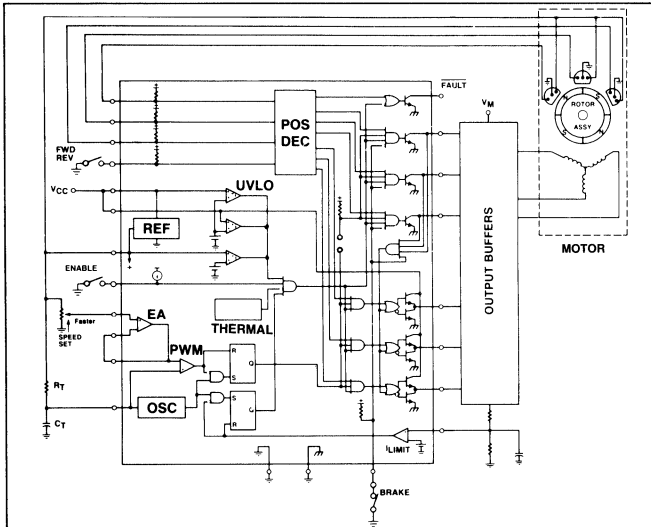 FAULT
VM
N
S
N
S
ROTOR
ASSY
POS
DEC
FWD
REV
UVLO
VCC
REF
ENABLE
THERMAL
MOTOR
OUTPUT BUFFERS
EA
Faster
SPEED
SET
PWM
R
Q
S
RT
OSC
S
Q
R
CT
ILIMIT
BRAKE